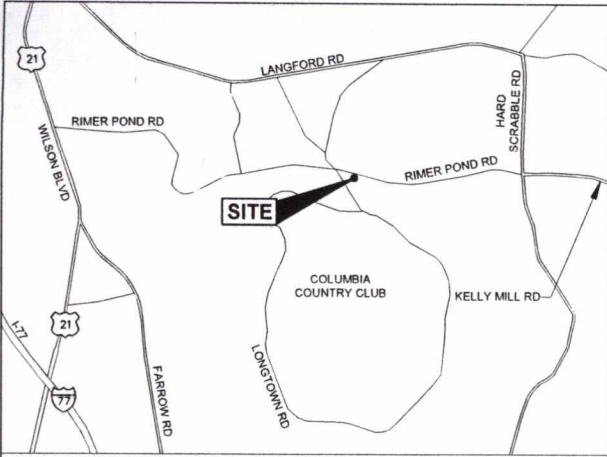 21
LANGFORD RD
RIMER POND RD
HARD
SCRABBLE RD
WILSON BLVD
RIMER POND RD
SITE
COLUMBIA
COUNTRY CLUB
KELLY MILL RD
I-77
21
77
FARROW RD
LONGTOWN RD